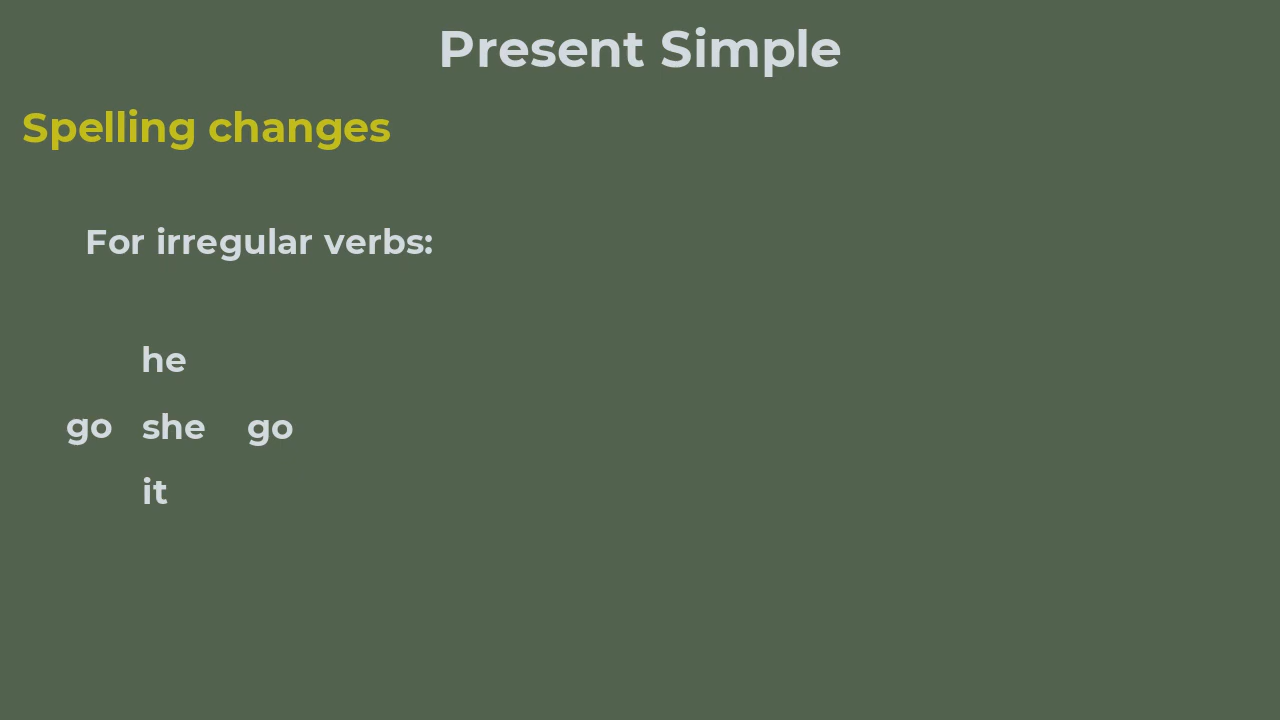 Present Simple
Spelling changes
For irregular verbs:
he
go she go
it